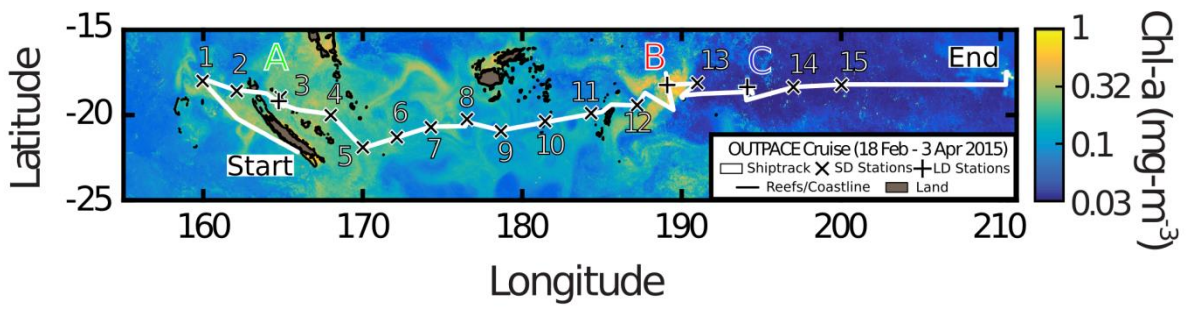 Latitude
-15
-20
-25
1
2
A
3
4
5
6
7
8
9
10
11
12
B
13
C
14
15
End
Start
OUTPACE Cruise (18 Feb - 3 Apr 2015)
Shiptrack × SD Stations + LD Stations
Reefs/Coastline Land
160 170 180 190 200 210
Longitude
1
0.32
0.1
0.03
Chl-a (mg-m⁻³)